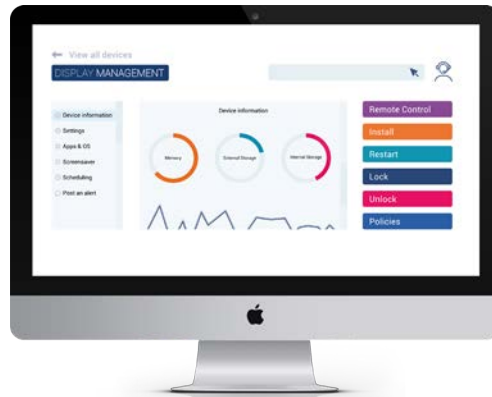 View all devices
DISPLAY MANAGEMENT
Device information
Settings
Apps & OS
Screensaver
Scheduling
Post an alert
Device information
Memory
External Storage
Internal Storage
Remote Control
Install
Restart
Lock
Unlock
Policies